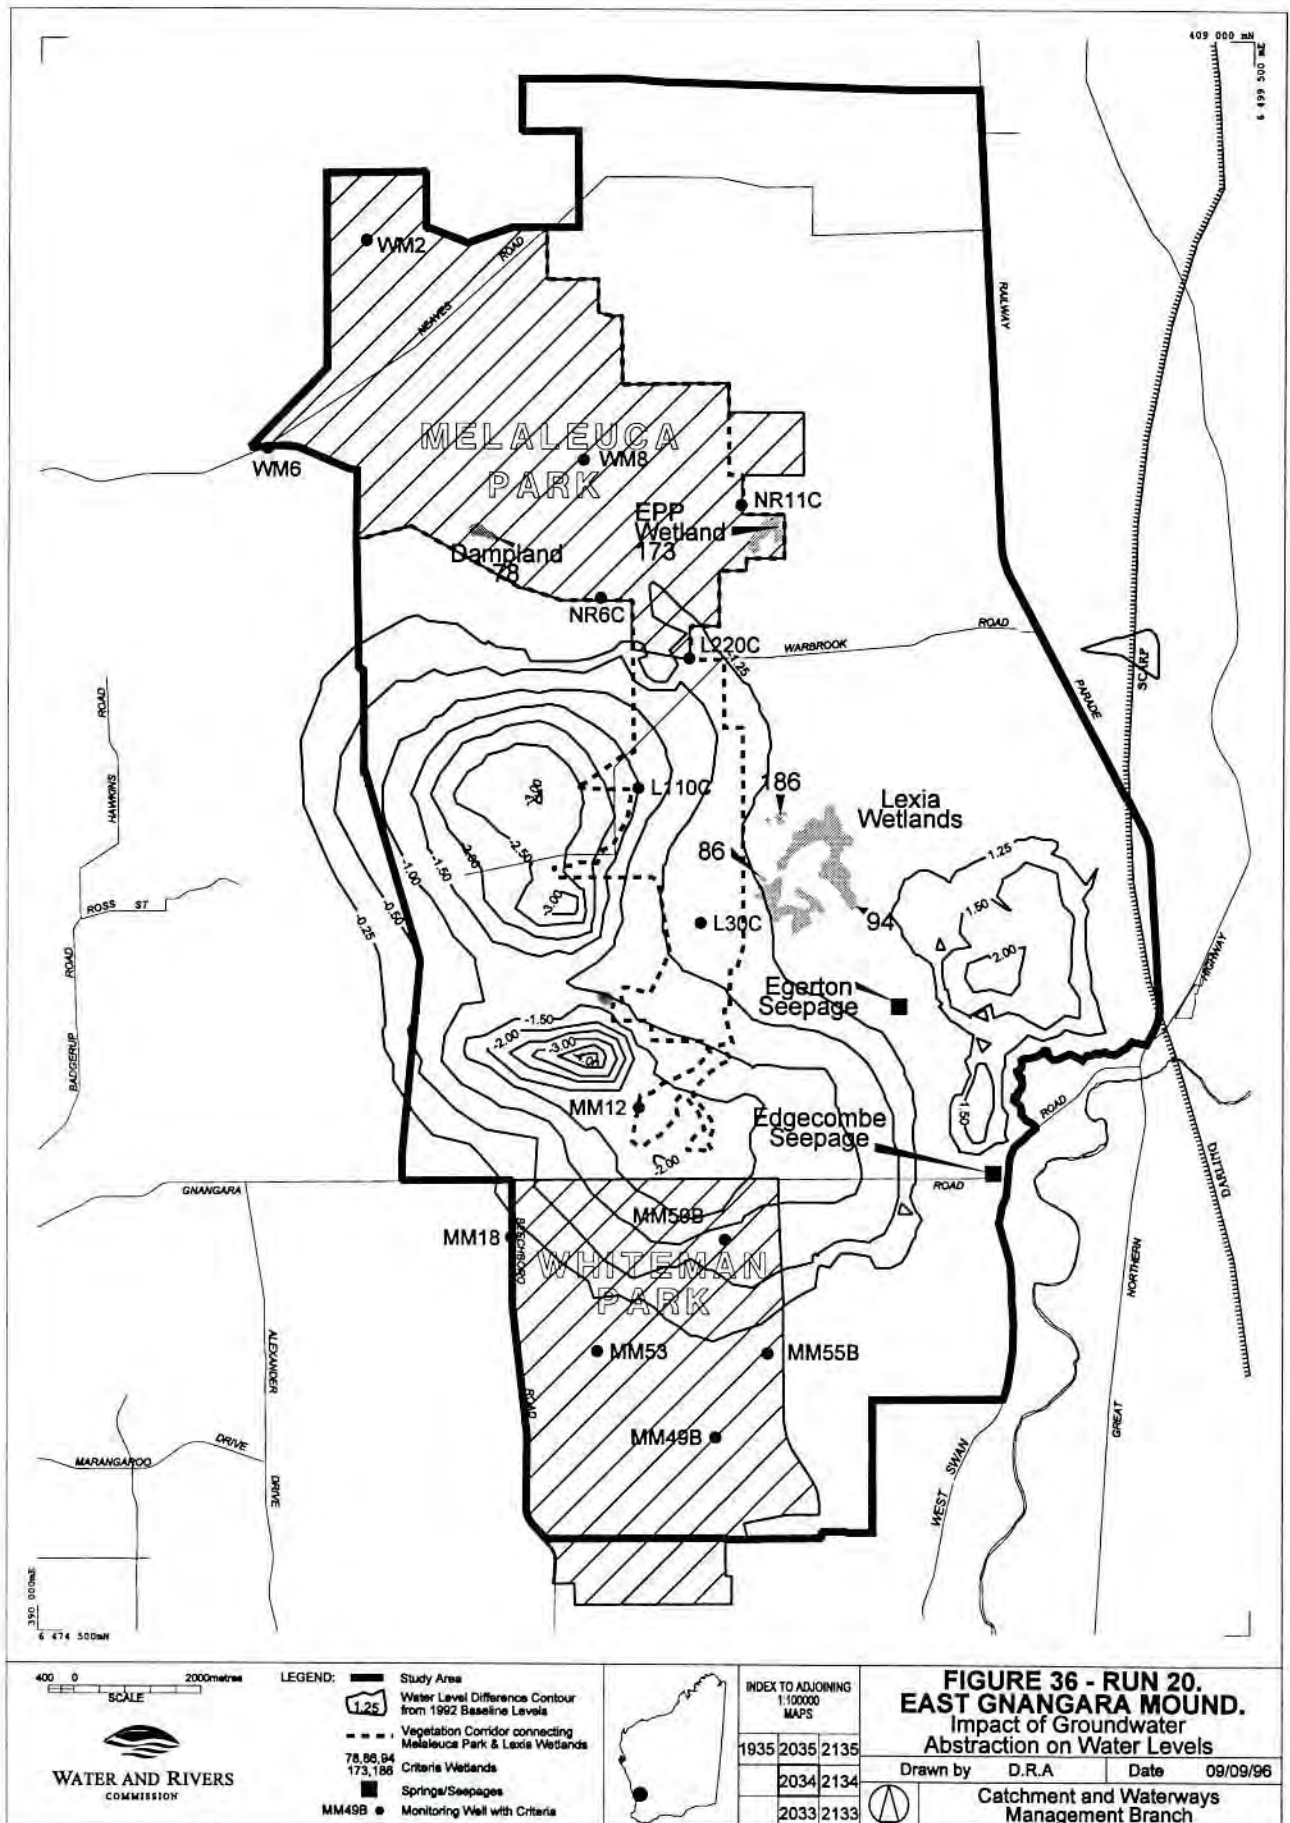 409 000 mN
6 499 500 mE
WM2
ROAD
NEAVES
RAILWAY
MELALEUCA
PARK
WM6
WM8
NR11C
EPP
Wetland
173
Dampland
78
NR6C
L220C
WARBROOK
ROAD
-1.25
SCARP
PARADE
ROAD
HAWKINS
L110C
186
Lexia
Wetlands
86
-2.00
-2.50
-1.50
-1.00
-0.50
-0.25
-3.00
1.25
1.50
2.00
ROSS ST
L30C
94
ROAD
BADGERUP
HIGHWAY
Egerton
Seepage
-1.50
-2.00
-3.00
MM12
1.50
ROAD
Edgecombe
Seepage
-2.00
DARLING
GNANGARA
ROAD
MM18
MM59B
BEECHBORO
WHITEMAN
PARK
NORTHERN
MM53
MM55B
ALEXANDER
ROAD
GREAT
MM49B
DRIVE
MARANGAROO
DRIVE
WEST SWAN
390 000mE
6 474 500mN
400 0 2000metres
SCALE
WATER AND RIVERS
COMMISSION
LEGEND:
Study Area
1.25
Water Level Difference Contour
from 1992 Baseline Levels
Vegetation Corridor connecting
Melaleuca Park & Lexia Wetlands
78,86,94
173,186
Criteria Wetlands
Springs/Seepages
MM49B
Monitoring Well with Criteria
INDEX TO ADJOINING
1:100000
MAPS
1935 2035 2135
2034 2134
2033 2133
FIGURE 36 - RUN 20.
EAST GNANGARA MOUND.
Impact of Groundwater
Abstraction on Water Levels
Drawn by D.R.A Date 09/09/96
Catchment and Waterways
Management Branch